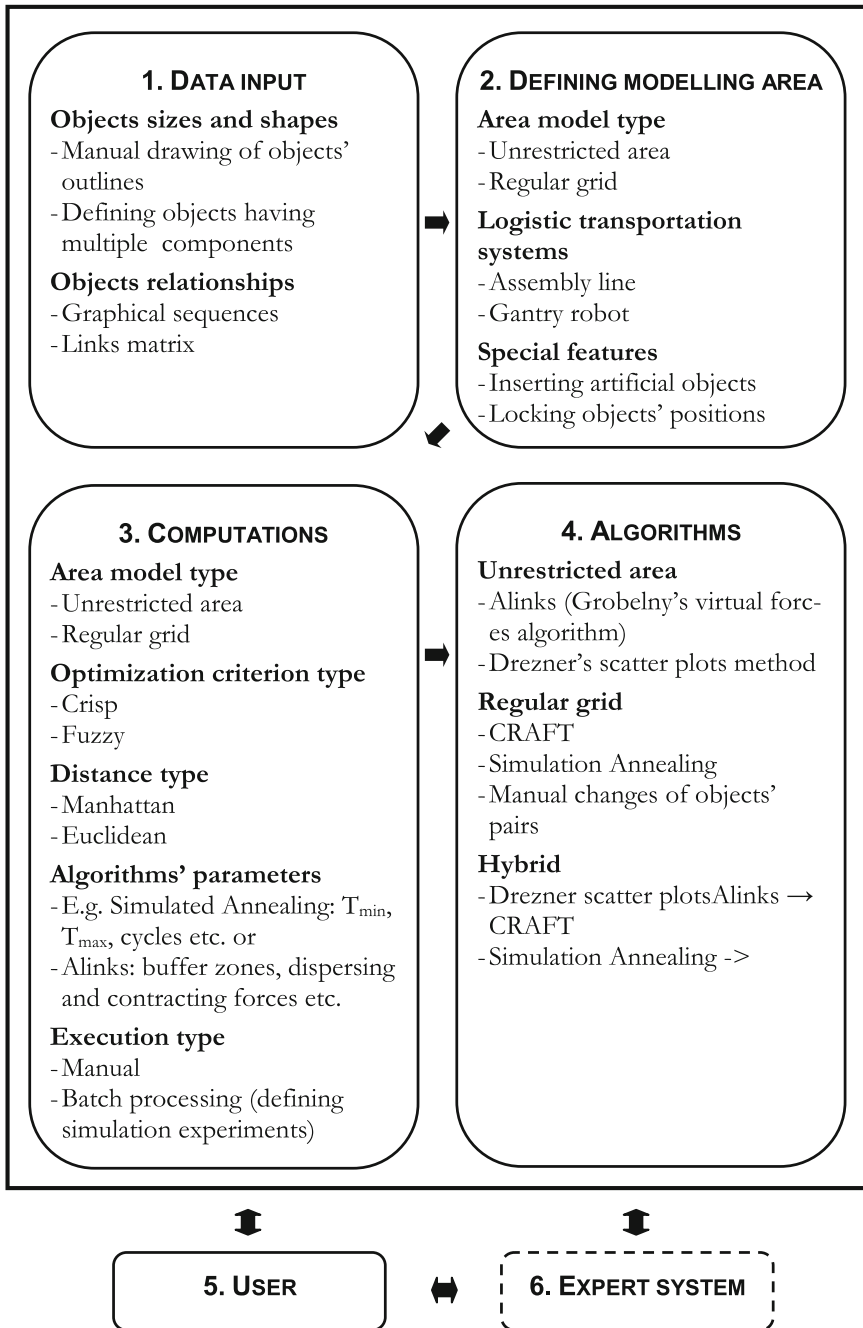 1. DATA INPUT
Objects sizes and shapes
- Manual drawing of objects'
outlines
- Defining objects having
multiple components
Objects relationships
- Graphical sequences
- Links matrix
2. DEFINING MODELLING AREA
Area model type
- Unrestricted area
- Regular grid
Logistic transportation
systems
- Assembly line
- Gantry robot
Special features
- Inserting artificial objects
- Locking objects' positions
3. COMPUTATIONS
Area model type
- Unrestricted area
- Regular grid
Optimization criterion type
- Crisp
- Fuzzy
Distance type
- Manhattan
- Euclidean
Algorithms' parameters
- E.g. Simulated Annealing: Tmin,
Tmax, cycles etc. or
- Alinks: buffer zones, dispersing
and contracting forces etc.
Execution type
- Manual
- Batch processing (defining
simulation experiments)
4. ALGORITHMS
Unrestricted area
- Alinks (Grobelny's virtual forc-
es algorithm)
- Drezner's scatter plots method
Regular grid
- CRAFT
- Simulation Annealing
- Manual changes of objects'
pairs
Hybrid
- Drezner scatter plotsAlinks →
CRAFT
- Simulation Annealing ->
5. USER
6. EXPERT SYSTEM